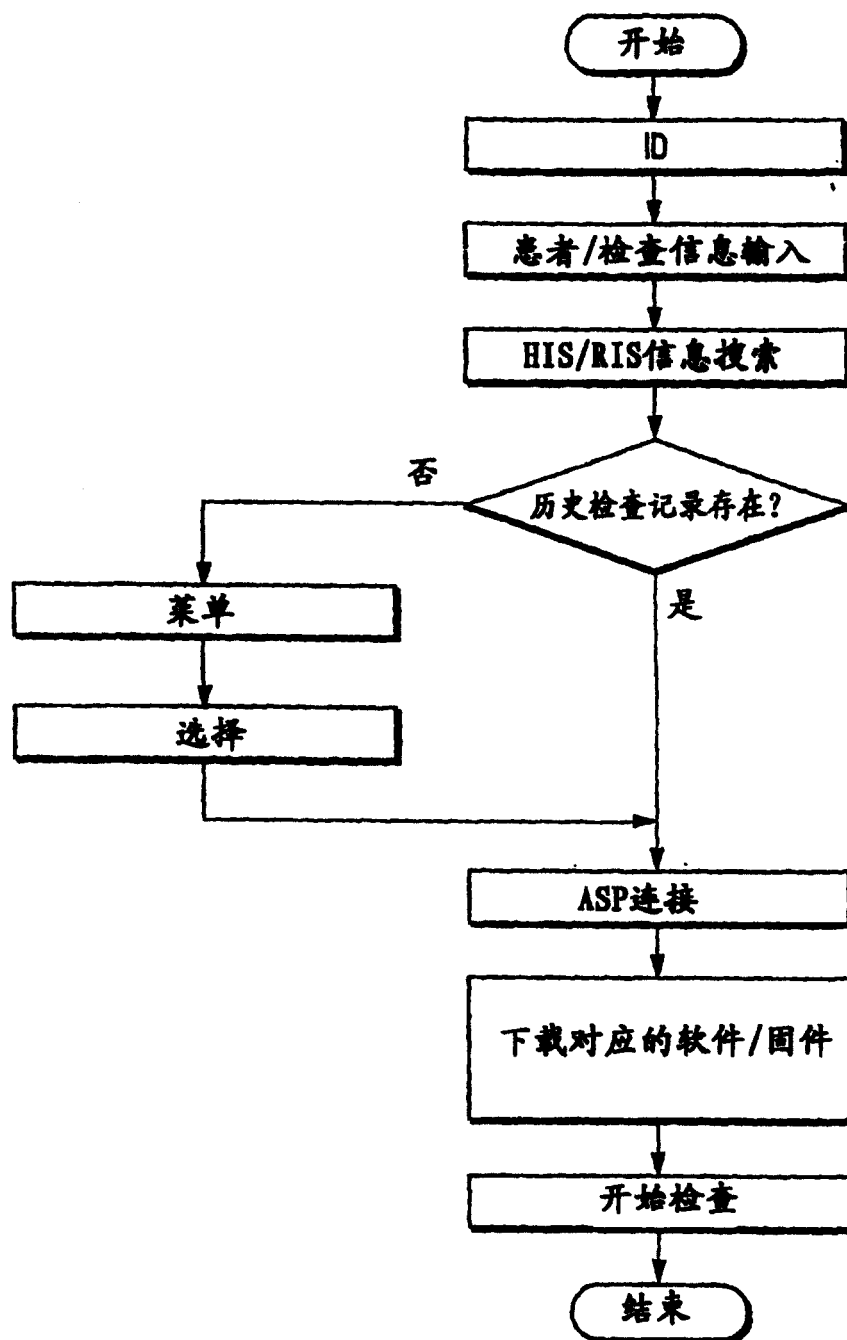 开始
ID
患者/检查信息输入
HIS/RIS信息搜索
历史检查记录存在?
否
是
菜单
选择
ASP连接
下载对应的软件/固件
开始检查
结束